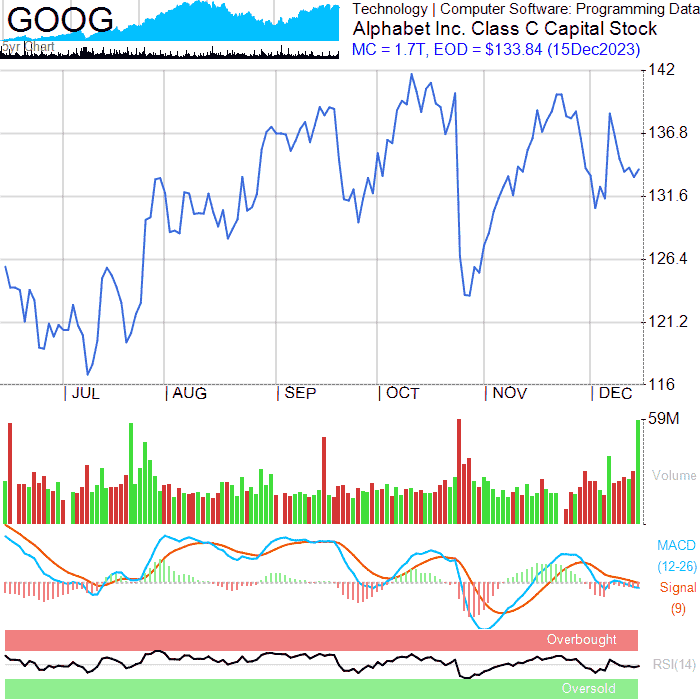 GOOG
Technology | Computer Software: Programming Data
Alphabet Inc. Class C Capital Stock
MC = 1.7T, EOD = $133.84 (15Dec2023)
Chart
142
136.8
131.6
126.4
121.2
116
JUL
AUG
SEP
OCT
NOV
DEC
59M
Volume
MACD
(12-26)
Signal
(9)
Overbought
RSI(14)
Oversold